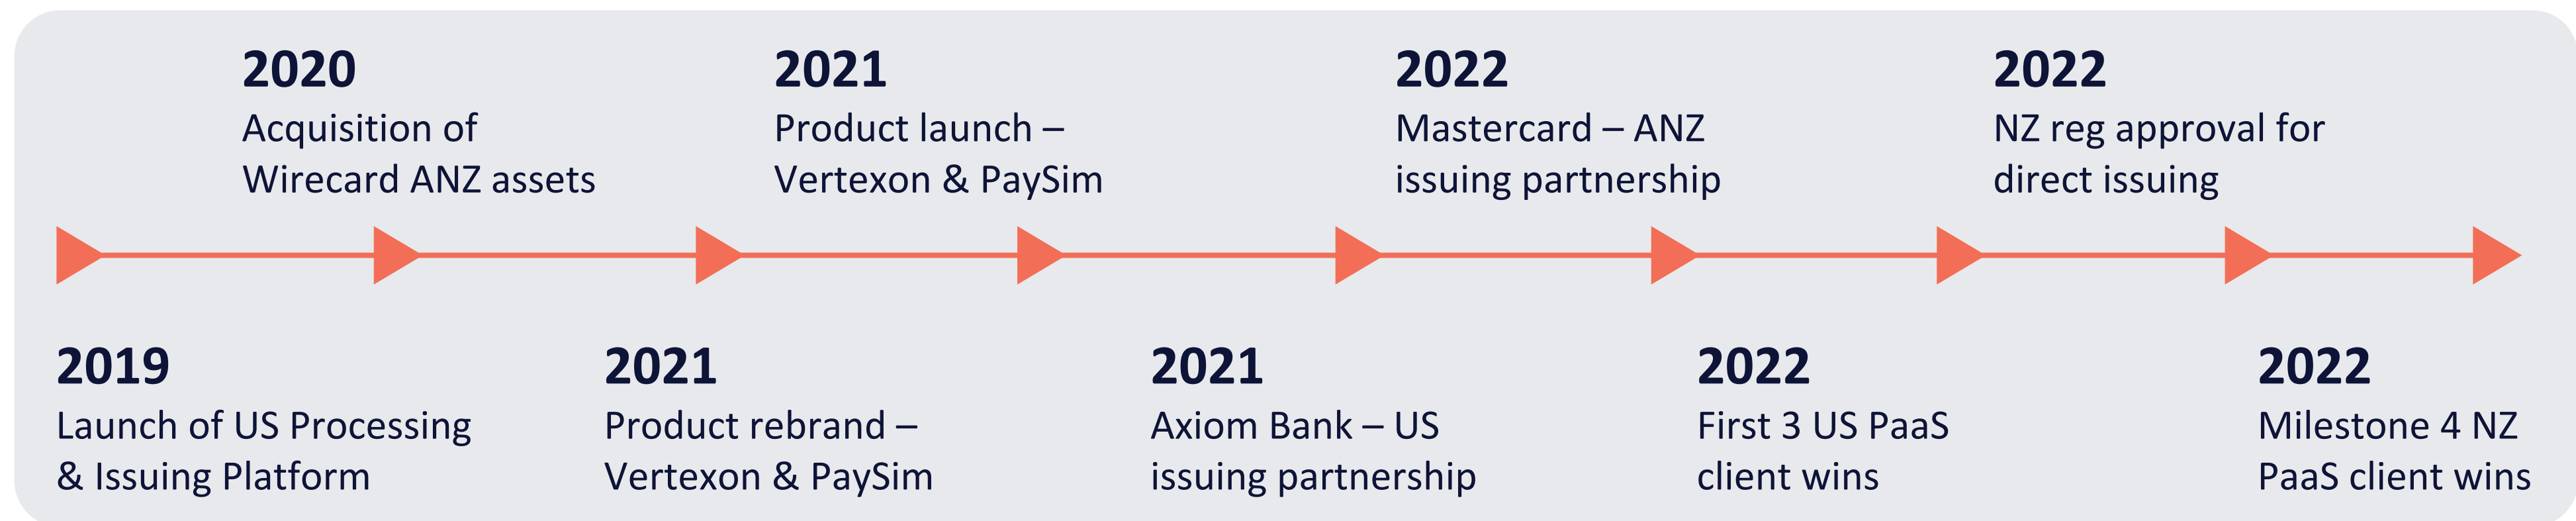 2020
Acquisition of
Wirecard ANZ assets
2021
Product launch –
Vertexon & PaySim
2022
Mastercard – ANZ
issuing partnership
2022
NZ reg approval for
direct issuing
2019
Launch of US Processing
& Issuing Platform
2021
Product rebrand –
Vertexon & PaySim
2021
Axiom Bank – US
issuing partnership
2022
First 3 US PaaS
client wins
2022
Milestone 4 NZ
PaaS client wins